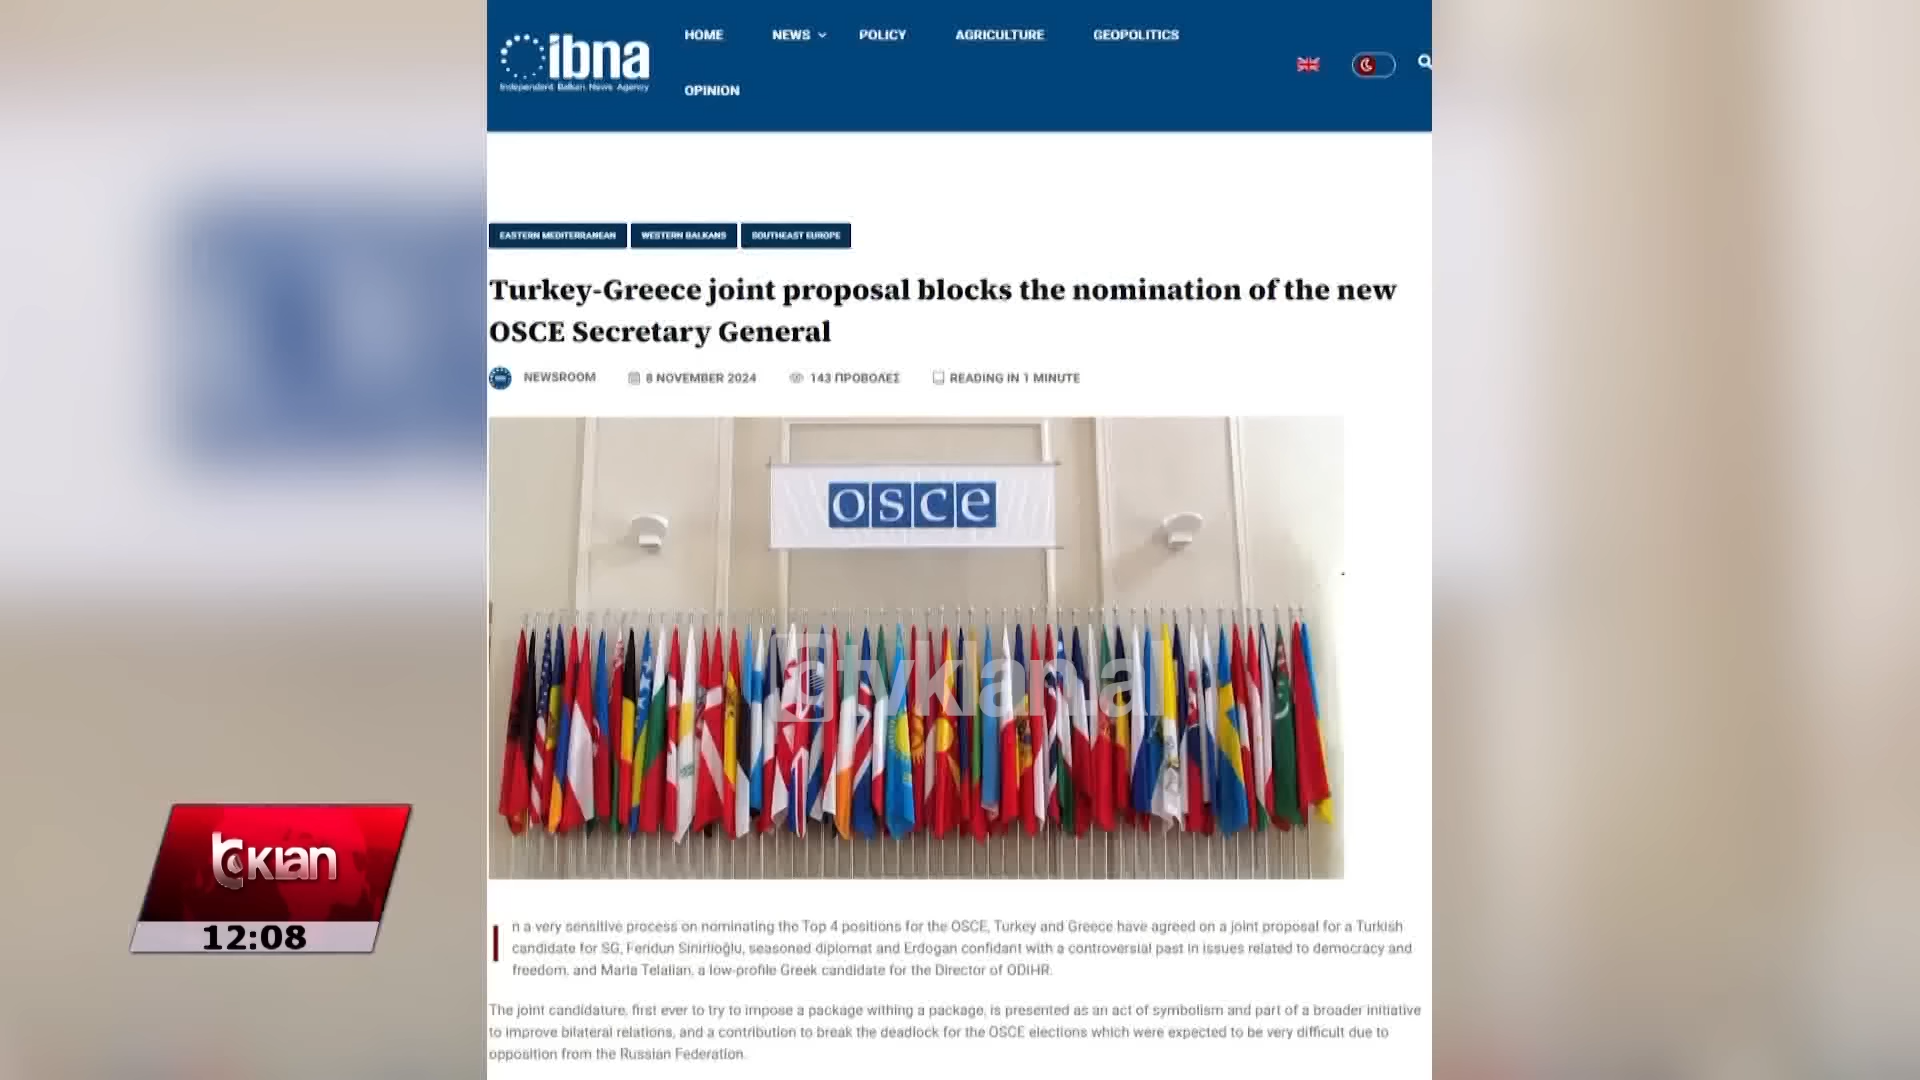 ibna
Independent Balkan News Agency
HOME
NEWS
POLICY
AGRICULTURE
GEOPOLITICS
OPINION
EASTERN MEDITERRANEAN
WESTERN BALKANS
SOUTHEAST EUROPE
Turkey-Greece joint proposal blocks the nomination of the new
OSCE Secretary General
NEWSROOM
8 NOVEMBER 2024
143 ΠΡΟΒΟΛΕΣ
READING IN 1 MINUTE
osce
tvklan.al
In a very sensitive process on nominating the Top 4 positions for the OSCE, Turkey and Greece have agreed on a joint proposal for a Turkish
candidate for SG, Feridun Sinirlioğlu, seasoned diplomat and Erdogan confidant with a controversial past in issues related to democracy and
freedom, and Maria Telalian, a low-profile Greek candidate for the Director of ODIHR.
The joint candidature, first ever to try to impose a package withing a package, is presented as an act of symbolism and part of a broader initiative
to improve bilateral relations, and a contribution to break the deadlock for the OSCE elections which were expected to be very difficult due to
opposition from the Russian Federation.
tv KLan
12:08